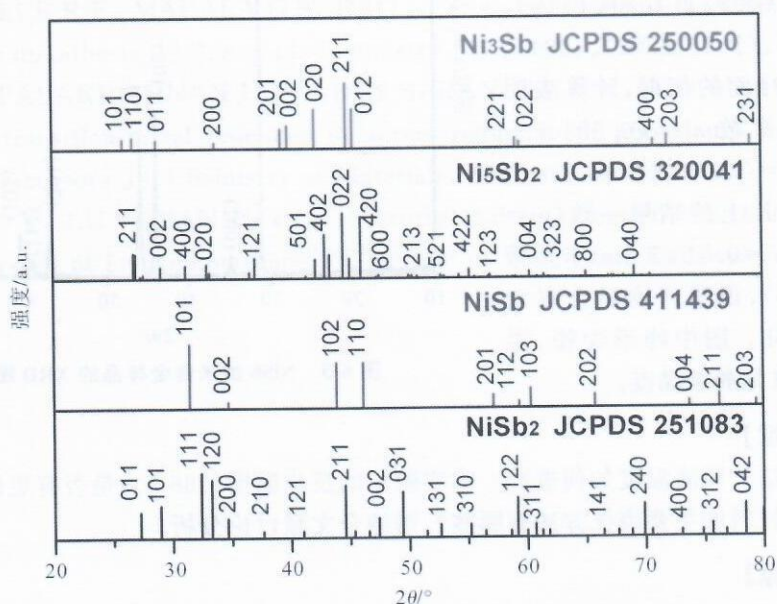 Ni₃Sb JCPDS 250050
101 110 011 200 201 002 020 211 012 221 022 400 203 231
Ni₅Sb₂ JCPDS 320041
211 002 400 020 121 501 402 022 420 600 213 521 422 123 004 323 800 040
NiSb JCPDS 411439
101 002 102 110 201 112 103 202 004 211 203
NiSb₂ JCPDS 251083
011 101 111 120 200 210 121 211 002 031 131 310 122 311 141 240 400 312 042
强度/a.u.
20 30 40 50 60 70 80
2θ/°